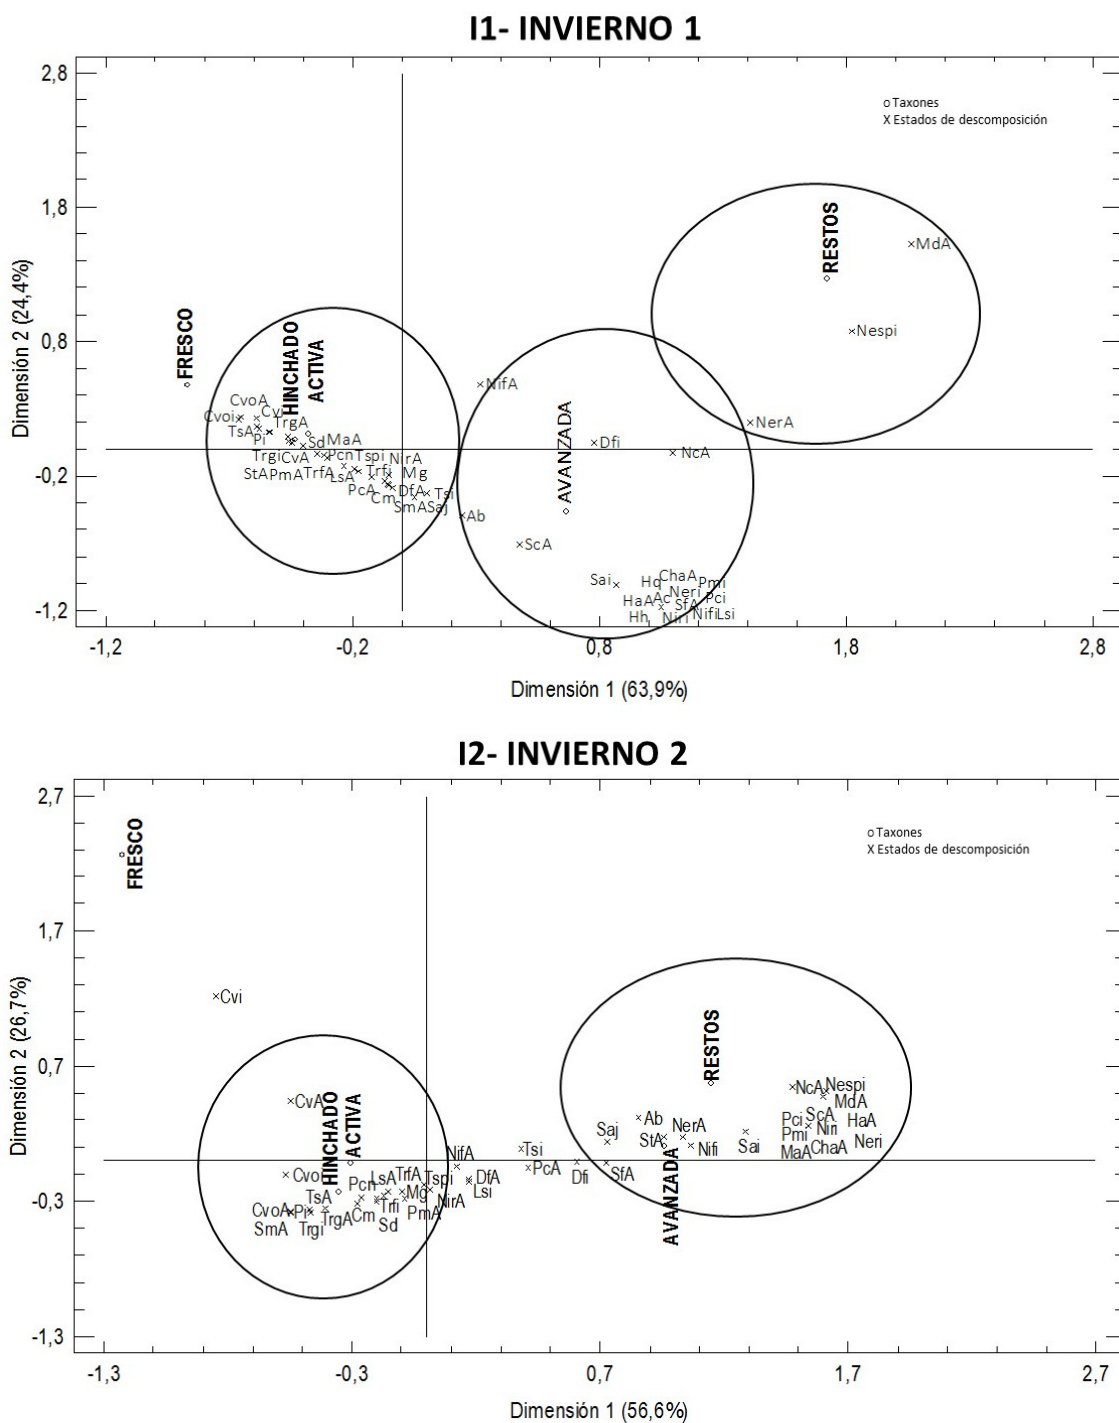 I1- INVIERNO 1
2,8
1,8
0,8
-0,2
-1,2
Dimensión 2 (24,4%)
o Taxones
X Estados de descomposición
RESTOS
MdA
Nespi
NerA
FRESCO
HINCHADO
ACTIVA
AVANZADA
CvoA
Cvoi
Cvi
TsA
TrgA
Pi
Sd
MaA
Trgi
CvA
Pcn
Tspi
NirA
StA
PmA
TrfA
LsA
Trfi
Mg
PcA
DfA
Tsi
Cm
SmA
Saj
NifA
Dfi
NcA
Ab
ScA
Sai
Hq
ChaA
Pmi
Neri
HaA
Ac
SfA
Pci
Hh
Niri
Nifi
Lsi
-1,2
-0,2
0,8
1,8
2,8
Dimensión 1 (63,9%)
I2- INVIERNO 2
2,7
1,7
0,7
-0,3
-1,3
Dimensión 2 (26,7%)
o Taxones
X Estados de descomposición
FRESCO
Cvi
CvA
HINCHADO
ACTIVA
RESTOS
AVANZADA
Cvoi
Pcn
LsA
TrfA
Tspi
NifA
TsA
Mg
NirA
DfA
Lsi
CvoA
Pi
TrgA
Cm
Trfi
PmA
SmA
Trgi
Sd
Tsi
PcA
Dfi
SfA
Saj
Ab
StA
NerA
Nifi
Sai
NcA
Nespi
MdA
Pci
ScA
HaA
Pmi
Niri
Neri
MaA
ChaA
-1,3
-0,3
0,7
1,7
2,7
Dimensión 1 (56,6%)